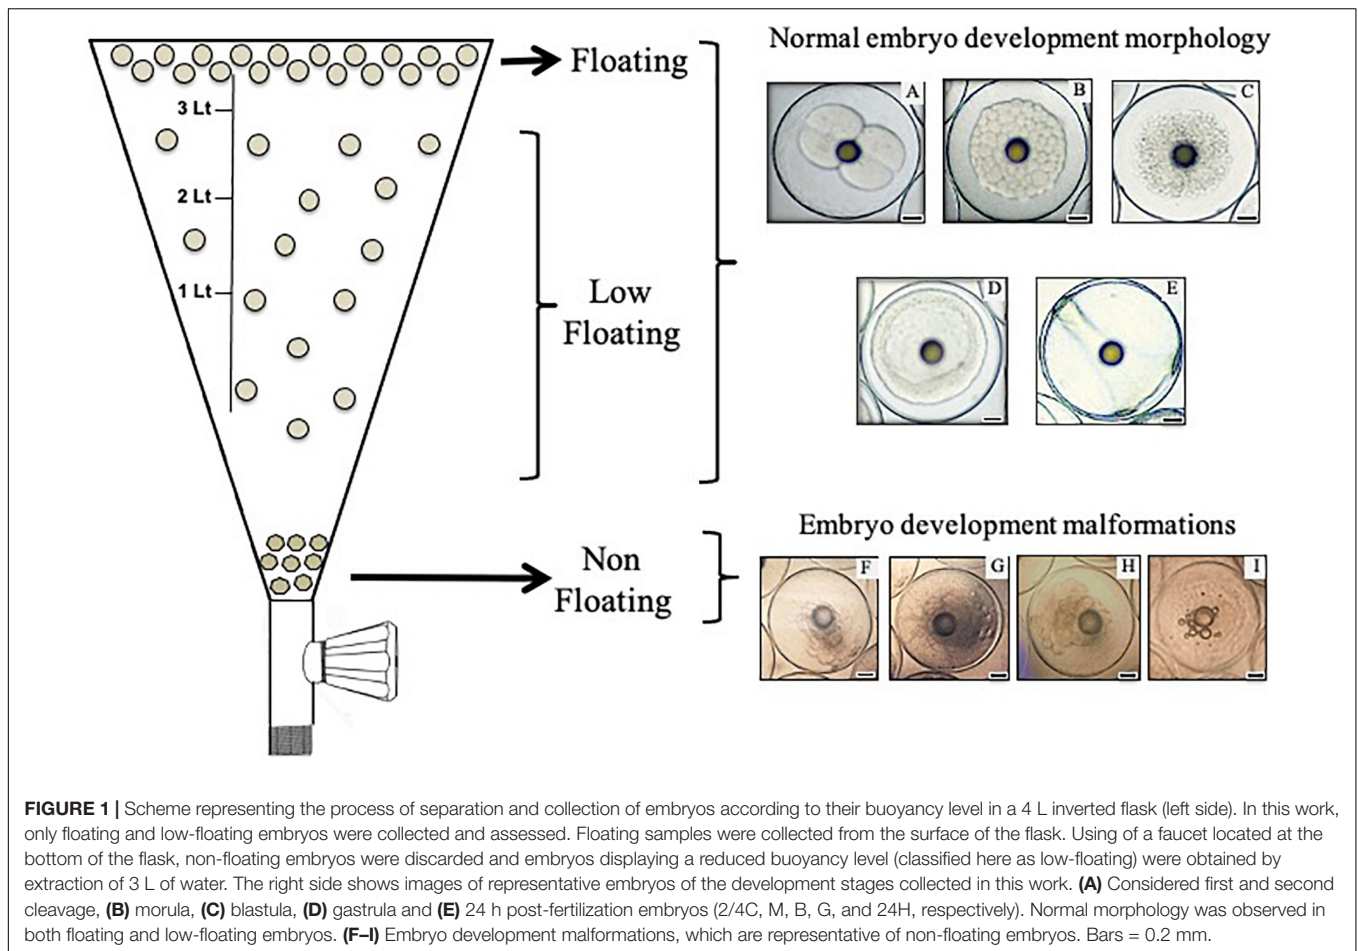 Floating
Normal embryo development morphology
A
B
C
3 Lt
2 Lt
1 Lt
Low
Floating
D
E
Non
Floating
Embryo development malformations
F
G
H
I
FIGURE 1 | Scheme representing the process of separation and collection of embryos according to their buoyancy level in a 4 L inverted flask (left side). In this work,
only floating and low-floating embryos were collected and assessed. Floating samples were collected from the surface of the flask. Using of a faucet located at the
bottom of the flask, non-floating embryos were discarded and embryos displaying a reduced buoyancy level (classified here as low-floating) were obtained by
extraction of 3 L of water. The right side shows images of representative embryos of the development stages collected in this work. (A) Considered first and second
cleavage, (B) morula, (C) blastula, (D) gastrula and (E) 24 h post-fertilization embryos (2/4C, M, B, G, and 24H, respectively). Normal morphology was observed in
both floating and low-floating embryos. (F–I) Embryo development malformations, which are representative of non-floating embryos. Bars = 0.2 mm.